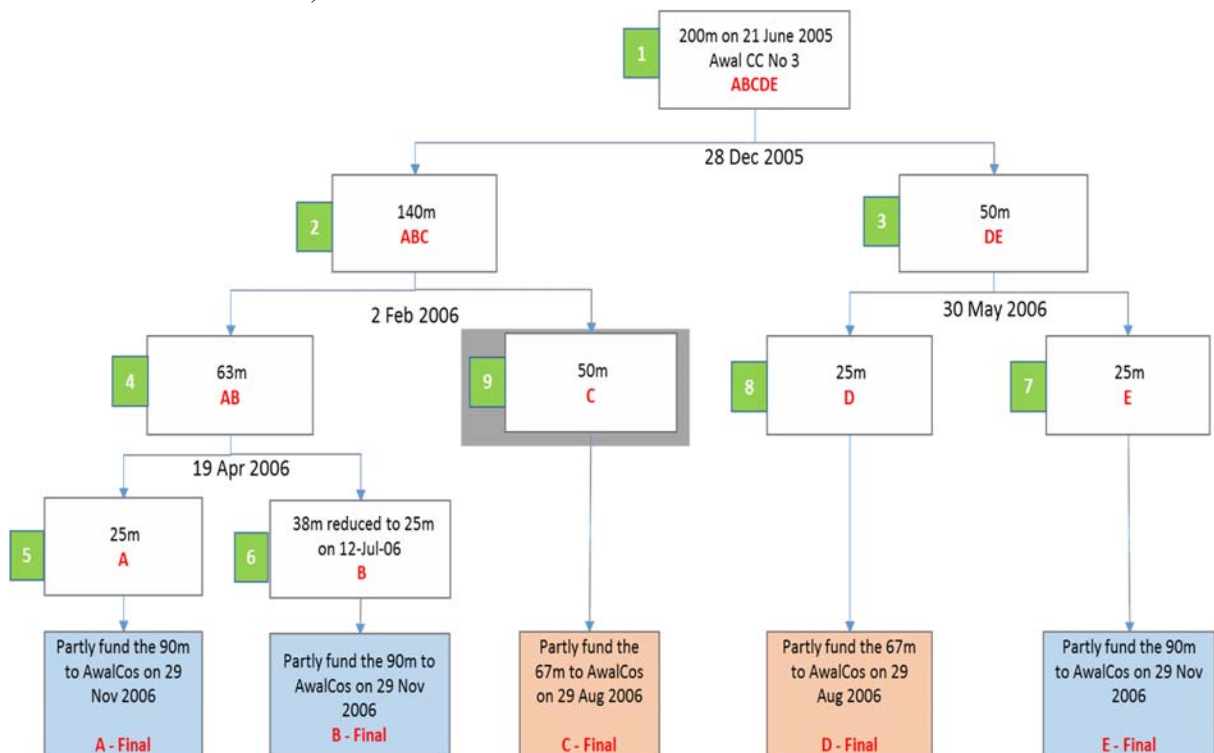 )
1
200m on 21 June 2005
Awal CC No 3
ABCDE
28 Dec 2005
2
140m
ABC
3
50m
DE
2 Feb 2006
30 May 2006
4
63m
AB
9
50m
C
8
25m
D
7
25m
E
19 Apr 2006
5
25m
A
6
38m reduced to 25m
on 12-Jul-06
B
Partly fund the 90m
to AwalCos on 29
Nov 2006
A - Final
Partly fund the 90m to
AwalCos on 29 Nov
2006
B - Final
Partly fund the
67m to AwalCos
on 29 Aug 2006
C - Final
Partly fund the 67m
to AwalCos on 29
Aug 2006
D - Final
Partly fund the 90m
to AwalCos on 29
Nov 2006
E - Final